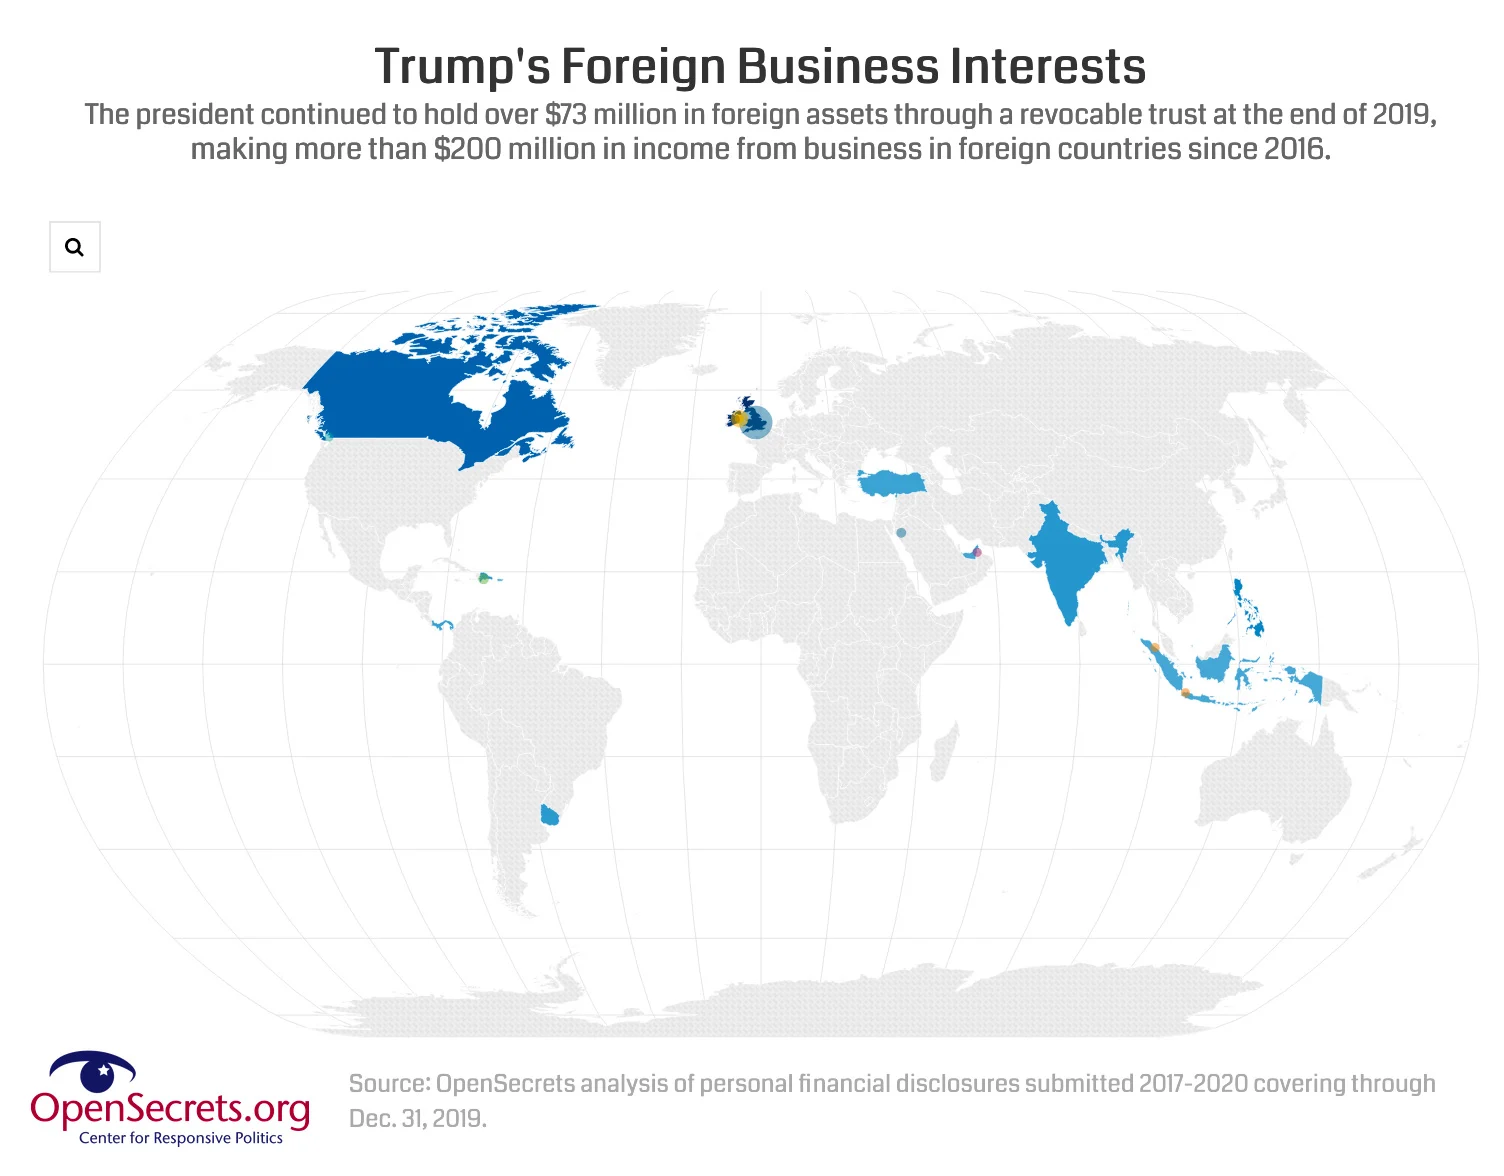 Trump's Foreign Business Interests
The president continued to hold over $73 million in foreign assets through a revocable trust at the end of 2019,
making more than $200 million in income from business in foreign countries since 2016.
OpenSecrets.org
Center for Responsive Politics
Source: OpenSecrets analysis of personal financial disclosures submitted 2017-2020 covering through
Dec. 31, 2019.